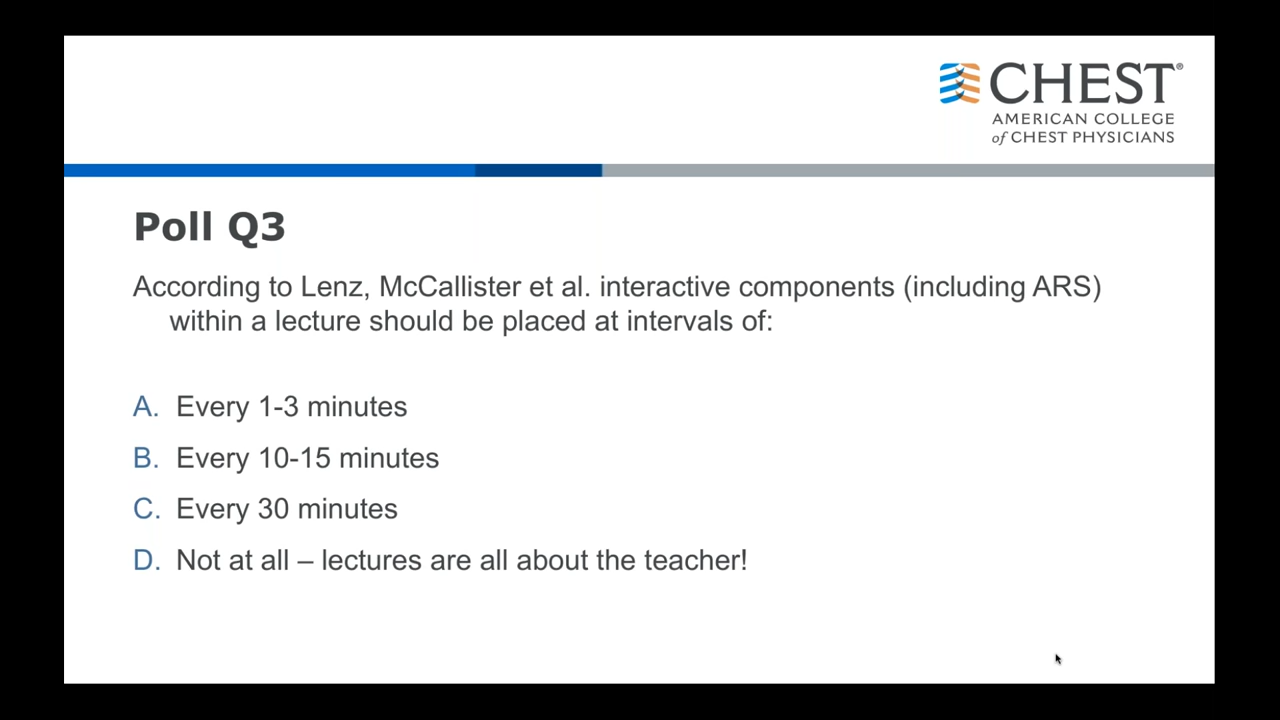 CHEST®
AMERICAN COLLEGE
of CHEST PHYSICIANS
Poll Q3
According to Lenz, McCallister et al. interactive components (including ARS)
within a lecture should be placed at intervals of:
A. Every 1-3 minutes
B. Every 10-15 minutes
C. Every 30 minutes
D. Not at all – lectures are all about the teacher!